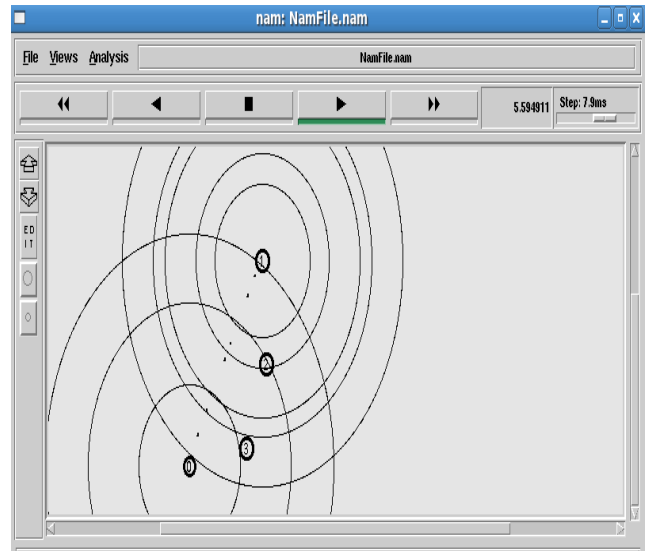 nam: NamFile.nam
File Views Analysis NamFile.nam
5.594911 Step: 7.9ms
ED
IT
1
2
3
0